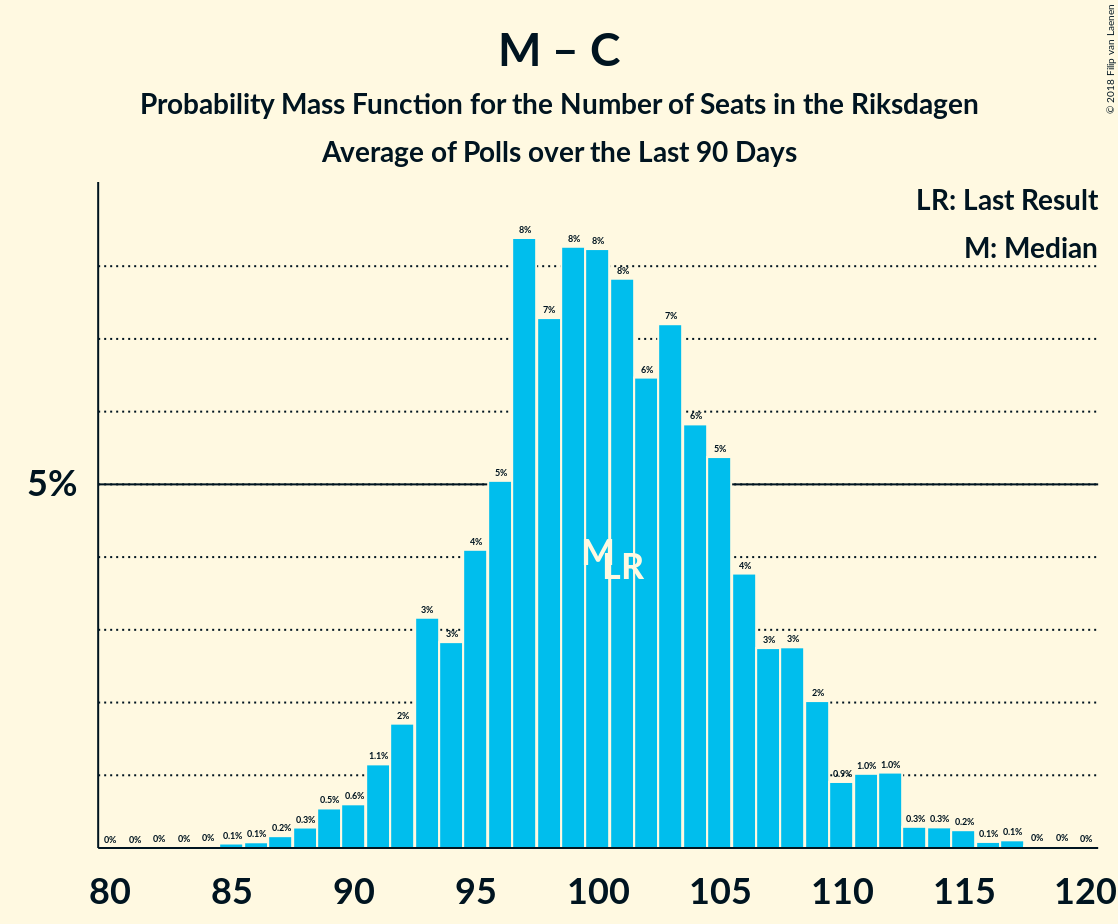 M – C
Probability Mass Function for the Number of Seats in the Riksdagen
Average of Polls over the Last 90 Days
© 2018 Filip van Laenen
LR: Last Result
M: Median
5%
0% 0% 0% 0% 0% 0.1% 0.1% 0.2% 0.3% 0.5% 0.6% 1.1% 2% 3% 3% 4% 5% 8% 7% 8% 8% 8% 6% 7% 6% 5% 4% 3% 3% 2% 0.9% 1.0% 1.0% 0.3% 0.3% 0.2% 0.1% 0.1% 0% 0% 0%
M
LR
80 85 90 95 100 105 110 115 120